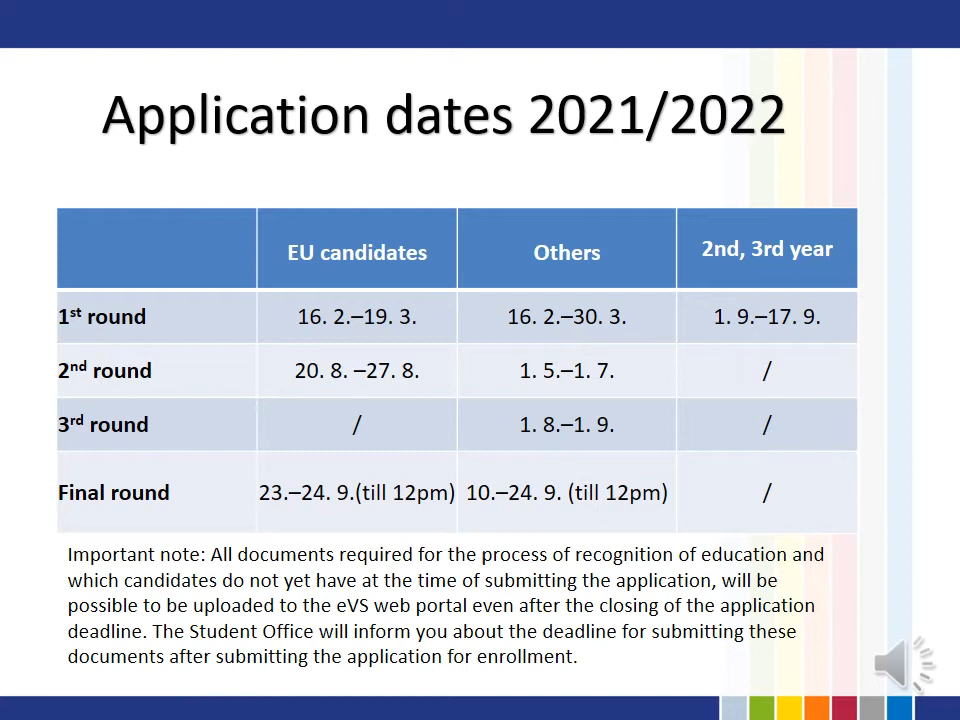 Application dates 2021/2022
EU candidates Others 2nd, 3rd year
1st round 16. 2.–19. 3. 16. 2.–30. 3. 1. 9.–17. 9.
2nd round 20. 8. –27. 8. 1. 5.–1. 7. /
3rd round / 1. 8.–1. 9. /
Final round 23.–24. 9.(till 12pm) 10.–24. 9. (till 12pm) /
Important note: All documents required for the process of recognition of education and
which candidates do not yet have at the time of submitting the application, will be
possible to be uploaded to the eVS web portal even after the closing of the application
deadline. The Student Office will inform you about the deadline for submitting these
documents after submitting the application for enrollment.